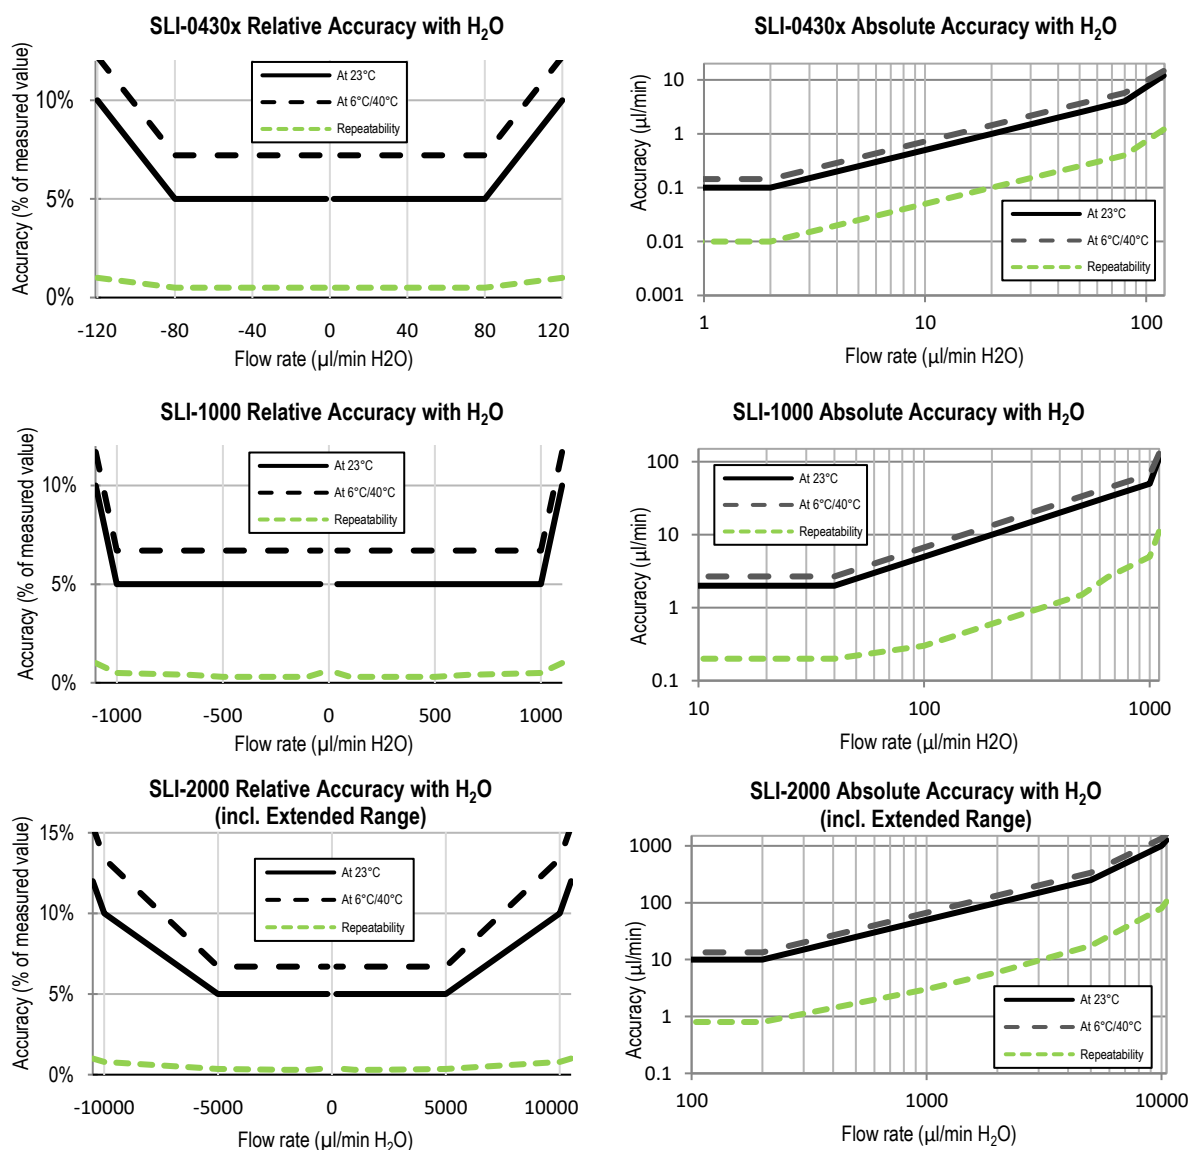 SLI-0430x Relative Accuracy with H₂O
Accuracy (% of measured value)
10%
5%
0%
At 23°C
At 6°C/40°C
Repeatability
-120 -80 -40 0 40 80 120
Flow rate (µl/min H2O)
SLI-0430x Absolute Accuracy with H₂O
Accuracy (µl/min)
10
1
0.1
0.01
0.001
At 23°C
At 6°C/40°C
Repeatability
1 10 100
Flow rate (µl/min H2O)
SLI-1000 Relative Accuracy with H₂O
Accuracy (% of measured value)
10%
5%
0%
At 23°C
At 6°C/40°C
Repeatability
-1000 -500 0 500 1000
Flow rate (µl/min H2O)
SLI-1000 Absolute Accuracy with H₂O
Accuracy (µl/min)
100
10
1
0.1
At 23°C
At 6°C/40°C
Repeatability
10 100 1000
Flow rate (µl/min H2O)
SLI-2000 Relative Accuracy with H₂O
(incl. Extended Range)
Accuracy (% of measured value)
15%
10%
5%
0%
At 23°C
At 6°C/40°C
Repeatability
-10000 -5000 0 5000 10000
Flow rate (µl/min H₂O)
SLI-2000 Absolute Accuracy with H₂O
(incl. Extended Range)
Accuracy (µl/min)
1000
100
10
1
0.1
At 23°C
At 6°C/40°C
Repeatability
100 1000 10000
Flow rate (µl/min H₂O)